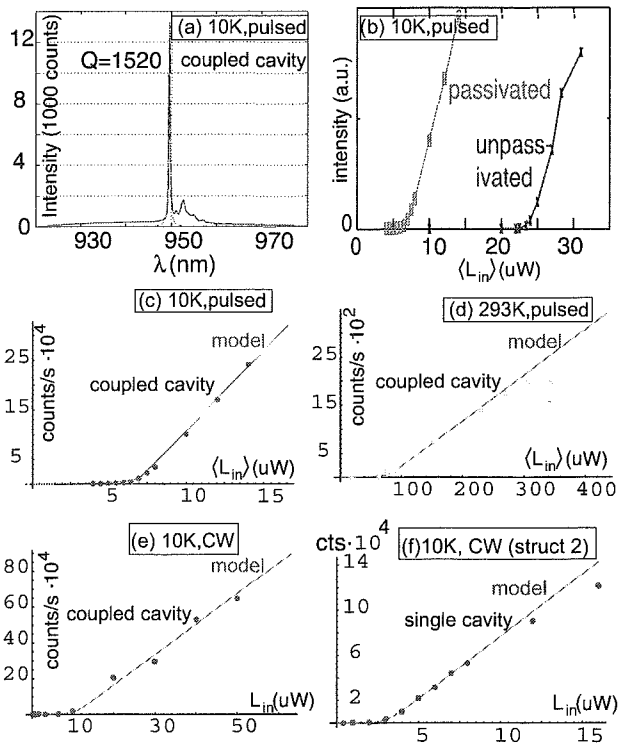 (a) 10K,pulsed
Q=1520
coupled cavity
Intensity (1000 counts)
12
8
4
0
930
950
970
λ(nm)
(b) 10K,pulsed
passivated
unpass-
ivated
intensity (a.u.)
0
0
10
20
30
⟨L_in⟩(uW)
(c) 10K,pulsed
model
coupled cavity
counts/s ·10^4
25
15
5
5
10
15
⟨L_in⟩(uW)
(d) 293K,pulsed
model
coupled cavity
counts/s ·10^2
25
15
5
100
200
300
400
⟨L_in⟩(uW)
(e) 10K,CW
model
coupled cavity
counts/s ·10^4
80
60
40
20
10
30
50
L_in(uW)
(f)10K, CW (struct 2)
model
single cavity
cts·10^4
14
10
6
2
5
10
15
L_in(uW)